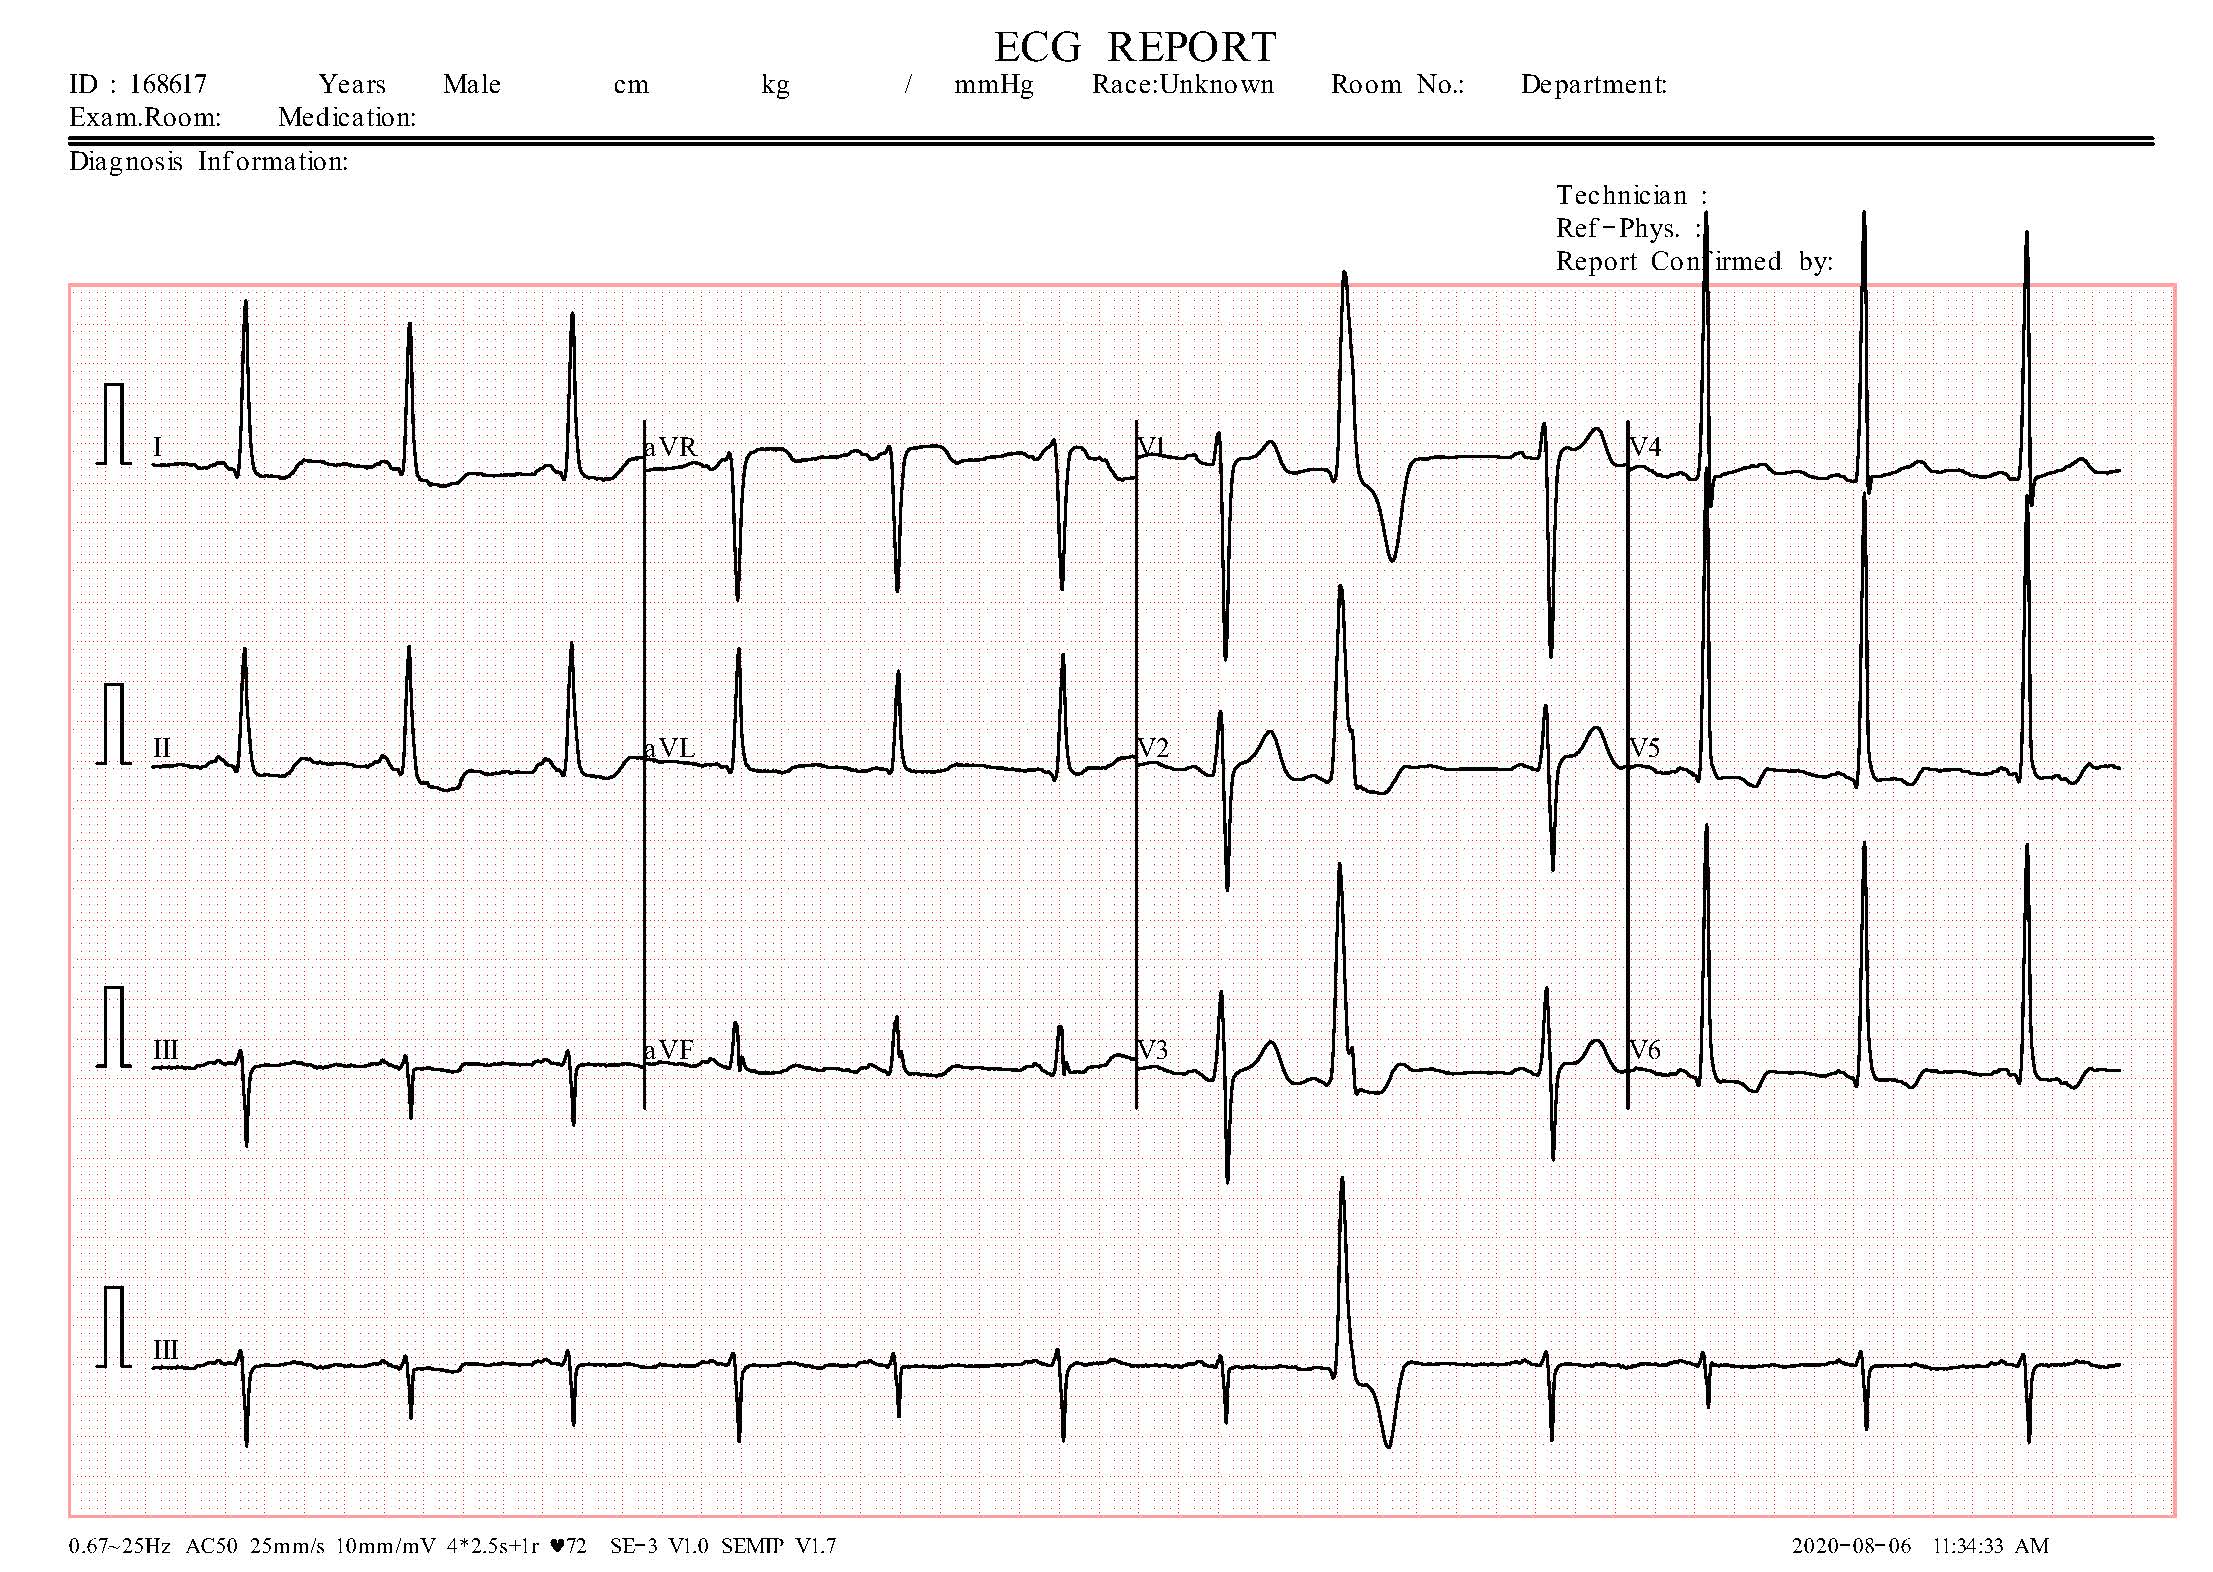 ECG REPORT
ID : 168617 Years Male cm kg / mmHg Race:Unknown Room No.: Department:
Exam.Room: Medication:
Diagnosis Information:
Technician :
Ref-Phys. :
Report Confirmed by:
I aVR V1 V4
II aVL V2 V5
III aVF V3 V6
III
0.67~25Hz AC50 25mm/s 10mm/mV 4*2.5s+1r ♥72 SE-3 V1.0 SEMIP V1.7 2020-08-06 11:34:33 AM